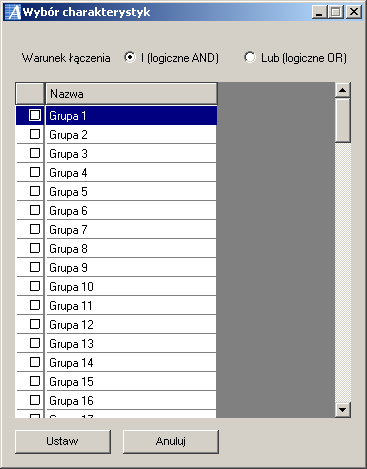 Wybór charakterystyk
Warunek łączenia I (logiczne AND) Lub (logiczne OR)
Nazwa
Grupa 1
Grupa 2
Grupa 3
Grupa 4
Grupa 5
Grupa 6
Grupa 7
Grupa 8
Grupa 9
Grupa 10
Grupa 11
Grupa 12
Grupa 13
Grupa 14
Grupa 15
Grupa 16
Ustaw Anuluj